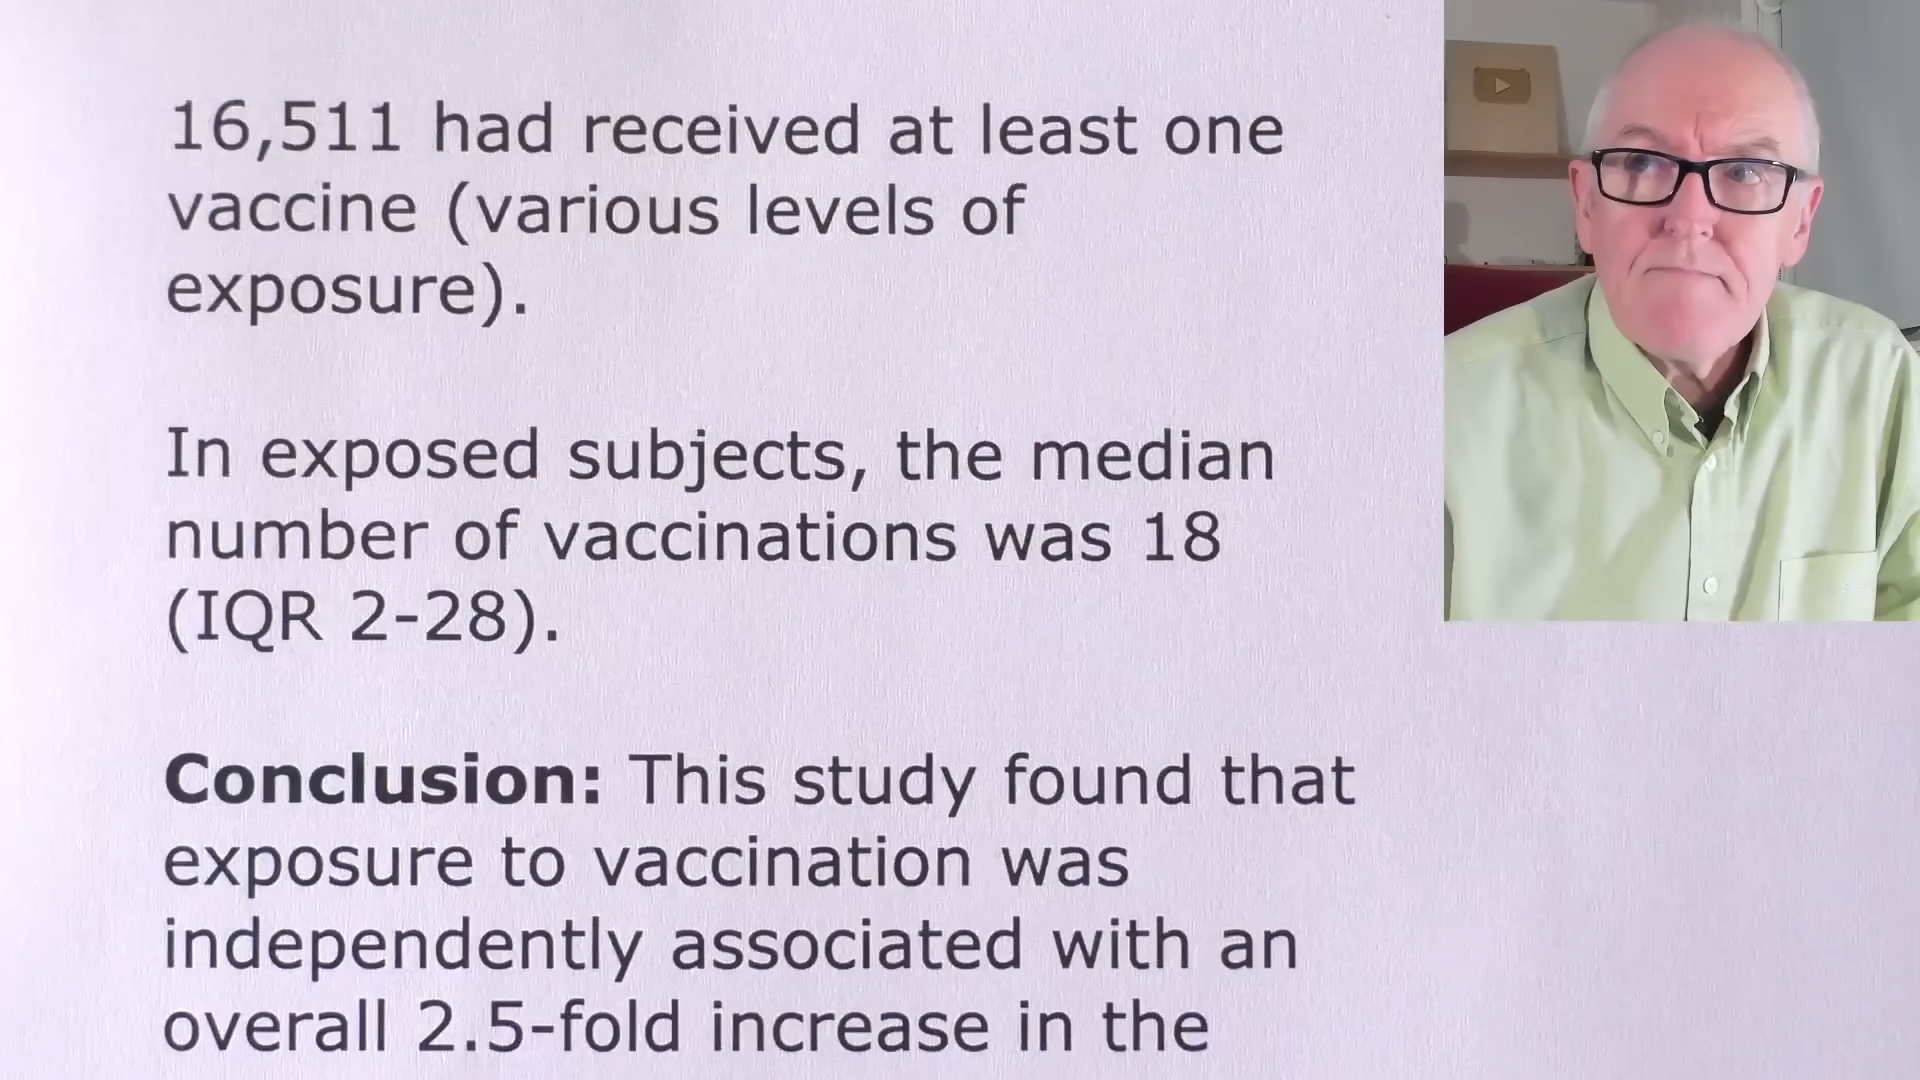 16,511 had received at least one
vaccine (various levels of
exposure).
In exposed subjects, the median
number of vaccinations was 18
(IQR 2-28).
Conclusion: This study found that
exposure to vaccination was
independently associated with an
overall 2.5-fold increase in the